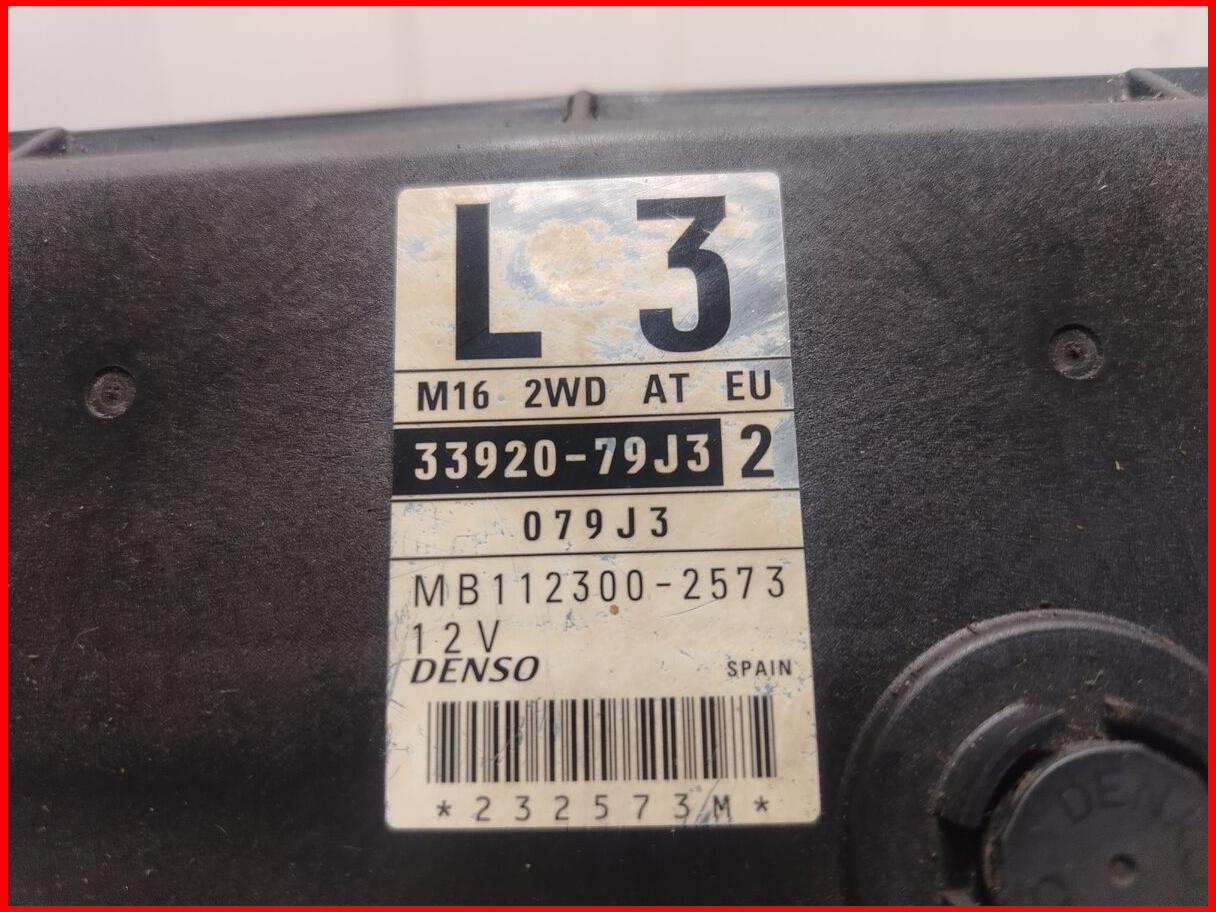 L 3
M16 2WD AT EU
33920-79J3 2
079J3
MB112300-2573
12V
DENSO SPAIN
*232573M*